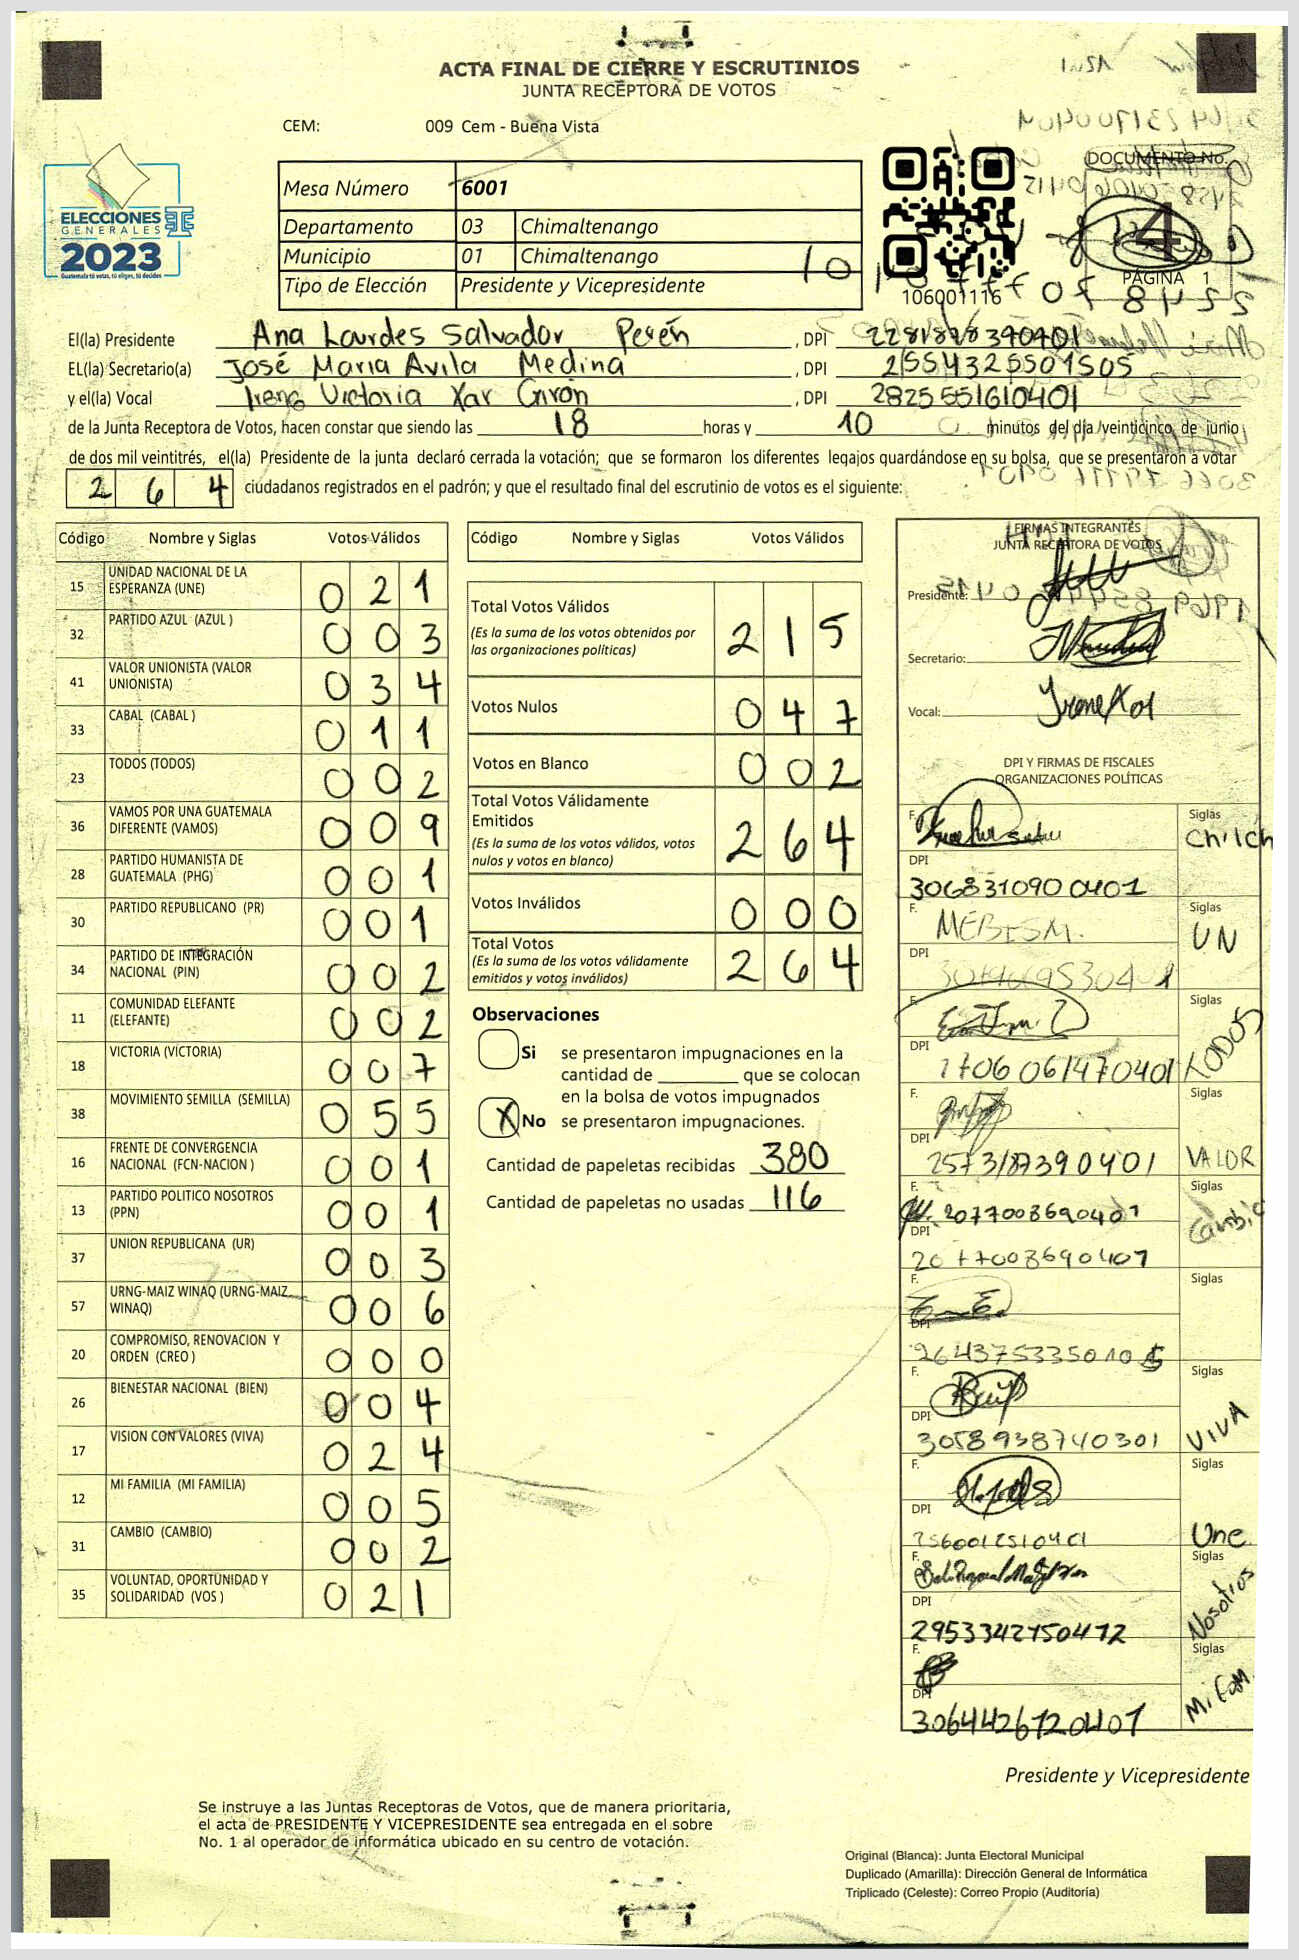 ACTA FINAL DE CIERRE Y ESCRUTINIOS
JUNTA RECEPTORA DE VOTOS
CEM: 009 Cem - Buena Vista
ELECCIONES
GENERALES
2023
Guatemala tú votas, tú eliges, tú decides
Mesa Número 6001
Departamento 03 Chimaltenango
Municipio 01 Chimaltenango
Tipo de Elección Presidente y Vicepresidente
106001116
DOCUMENTO No.
4
PÁGINA 1
El(la) Presidente Ana Lourdes Salvador Perén, DPI
EL(la) Secretario(a) José Maria Avila Medina, DPI 2554325501505
y el(la) Vocal Irene Victoria Xar Girón, DPI 2825551610401
de la Junta Receptora de Votos, hacen constar que siendo las 18 horas y 10 minutos del día veinticinco de junio
de dos mil veintitrés, el(la) Presidente de la junta declaró cerrada la votación; que se formaron los diferentes legajos guardándose en su bolsa, que se presentaron a votar
2 6 4 ciudadanos registrados en el padrón; y que el resultado final del escrutinio de votos es el siguiente:
Código Nombre y Siglas Votos Válidos
15 UNIDAD NACIONAL DE LA ESPERANZA (UNE) 0 2 1
32 PARTIDO AZUL (AZUL ) 0 0 3
41 VALOR UNIONISTA (VALOR UNIONISTA) 0 3 4
33 CABAL (CABAL ) 0 1 1
23 TODOS (TODOS) 0 0 2
36 VAMOS POR UNA GUATEMALA DIFERENTE (VAMOS) 0 0 9
28 PARTIDO HUMANISTA DE GUATEMALA (PHG) 0 0 1
30 PARTIDO REPUBLICANO (PR) 0 0 1
34 PARTIDO DE INTEGRACIÓN NACIONAL (PIN) 0 0 2
11 COMUNIDAD ELEFANTE (ELEFANTE) 0 0 2
18 VICTORIA (VICTORIA) 0 0 7
38 MOVIMIENTO SEMILLA (SEMILLA) 0 5 5
16 FRENTE DE CONVERGENCIA NACIONAL (FCN-NACION ) 0 0 1
13 PARTIDO POLITICO NOSOTROS (PPN) 0 0 1
37 UNION REPUBLICANA (UR) 0 0 3
57 URNG-MAIZ WINAQ (URNG-MAIZ WINAQ) 0 0 6
20 COMPROMISO, RENOVACION Y ORDEN (CREO ) 0 0 0
26 BIENESTAR NACIONAL (BIEN) 0 0 4
17 VISION CON VALORES (VIVA) 0 2 4
12 MI FAMILIA (MI FAMILIA) 0 0 5
31 CAMBIO (CAMBIO) 0 0 2
35 VOLUNTAD, OPORTUNIDAD Y SOLIDARIDAD (VOS ) 0 2 1
Código Nombre y Siglas Votos Válidos
Total Votos Válidos 2 1 5
(Es la suma de los votos obtenidos por
las organizaciones políticas)
Votos Nulos 0 4 7
Votos en Blanco 0 0 2
Total Votos Válidamente
Emitidos 2 6 4
(Es la suma de los votos válidos, votos
nulos y votos en blanco)
Votos Inválidos 0 0 0
Total Votos 2 6 4
(Es la suma de los votos válidamente
emitidos y votos inválidos)
Observaciones
Si se presentaron impugnaciones en la
cantidad de ________ que se colocan
en la bolsa de votos impugnados
X No se presentaron impugnaciones.
Cantidad de papeletas recibidas 380
Cantidad de papeletas no usadas 116
FIRMAS INTEGRANTES
JUNTA RECEPTORA DE VOTOS
Presidente:
Secretario:
Vocal: Irene Xar
DPI Y FIRMAS DE FISCALES
ORGANIZACIONES POLÍTICAS
F. Siglas
DPI
3068310900401
F. MEBESM. Siglas UN
DPI
F. Siglas TODOS
DPI
1706061470401
F. Siglas VALOR
DPI
2573187390401
F. 2077008690401 Siglas Cambio
DPI
2077008690401
F. Siglas
DPI
F. Siglas VIVA
DPI
3058938740301
F. Siglas Une
DPI
F. Siglas Nosotros
DPI
2953342150412
F. Siglas Mi Fam.
DPI
3064426720401
Presidente y Vicepresidente
Se instruye a las Juntas Receptoras de Votos, que de manera prioritaria,
el acta de PRESIDENTE Y VICEPRESIDENTE sea entregada en el sobre
No. 1 al operador de informática ubicado en su centro de votación.
Original (Blanca): Junta Electoral Municipal
Duplicado (Amarilla): Dirección General de Informática
Triplicado (Celeste): Correo Propio (Auditoría)